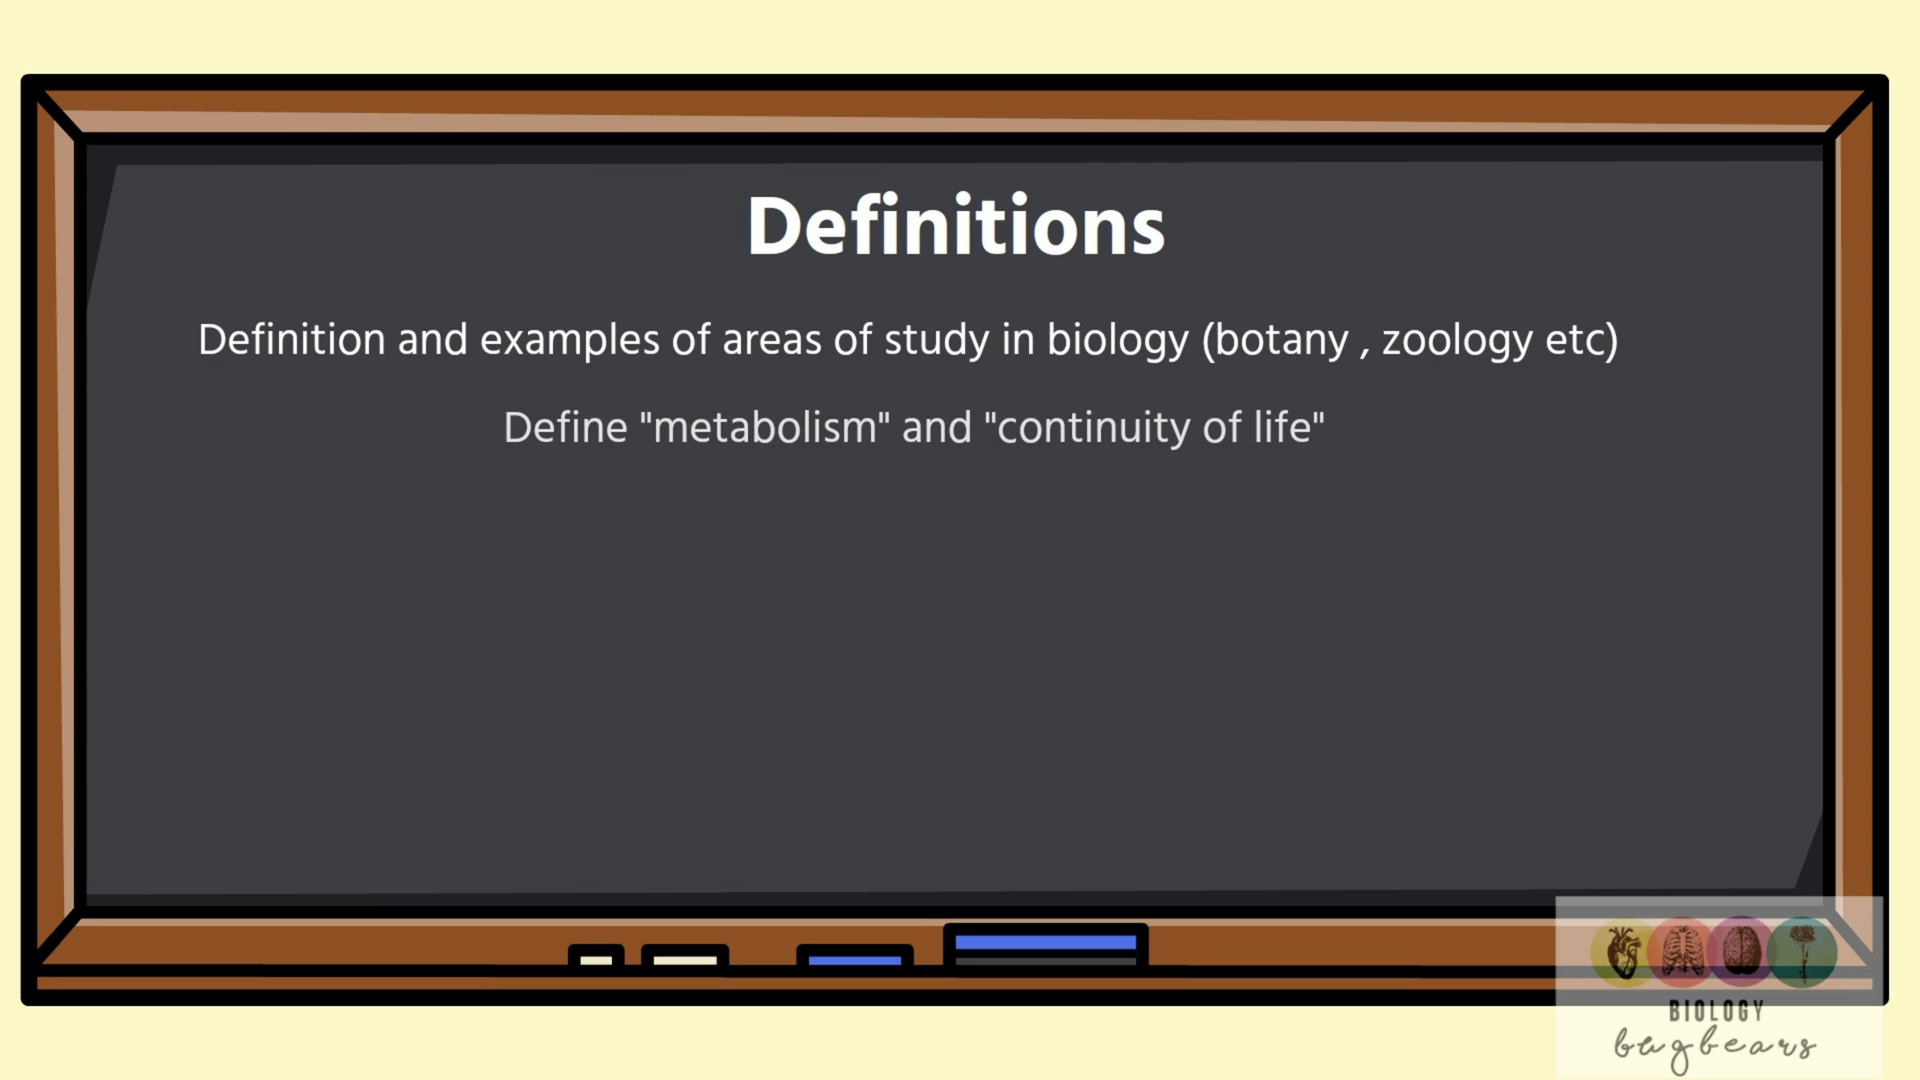 Definitions
Definition and examples of areas of study in biology (botany , zoology etc)
Define "metabolism" and "continuity of life"
BIOLOGY
bugbears